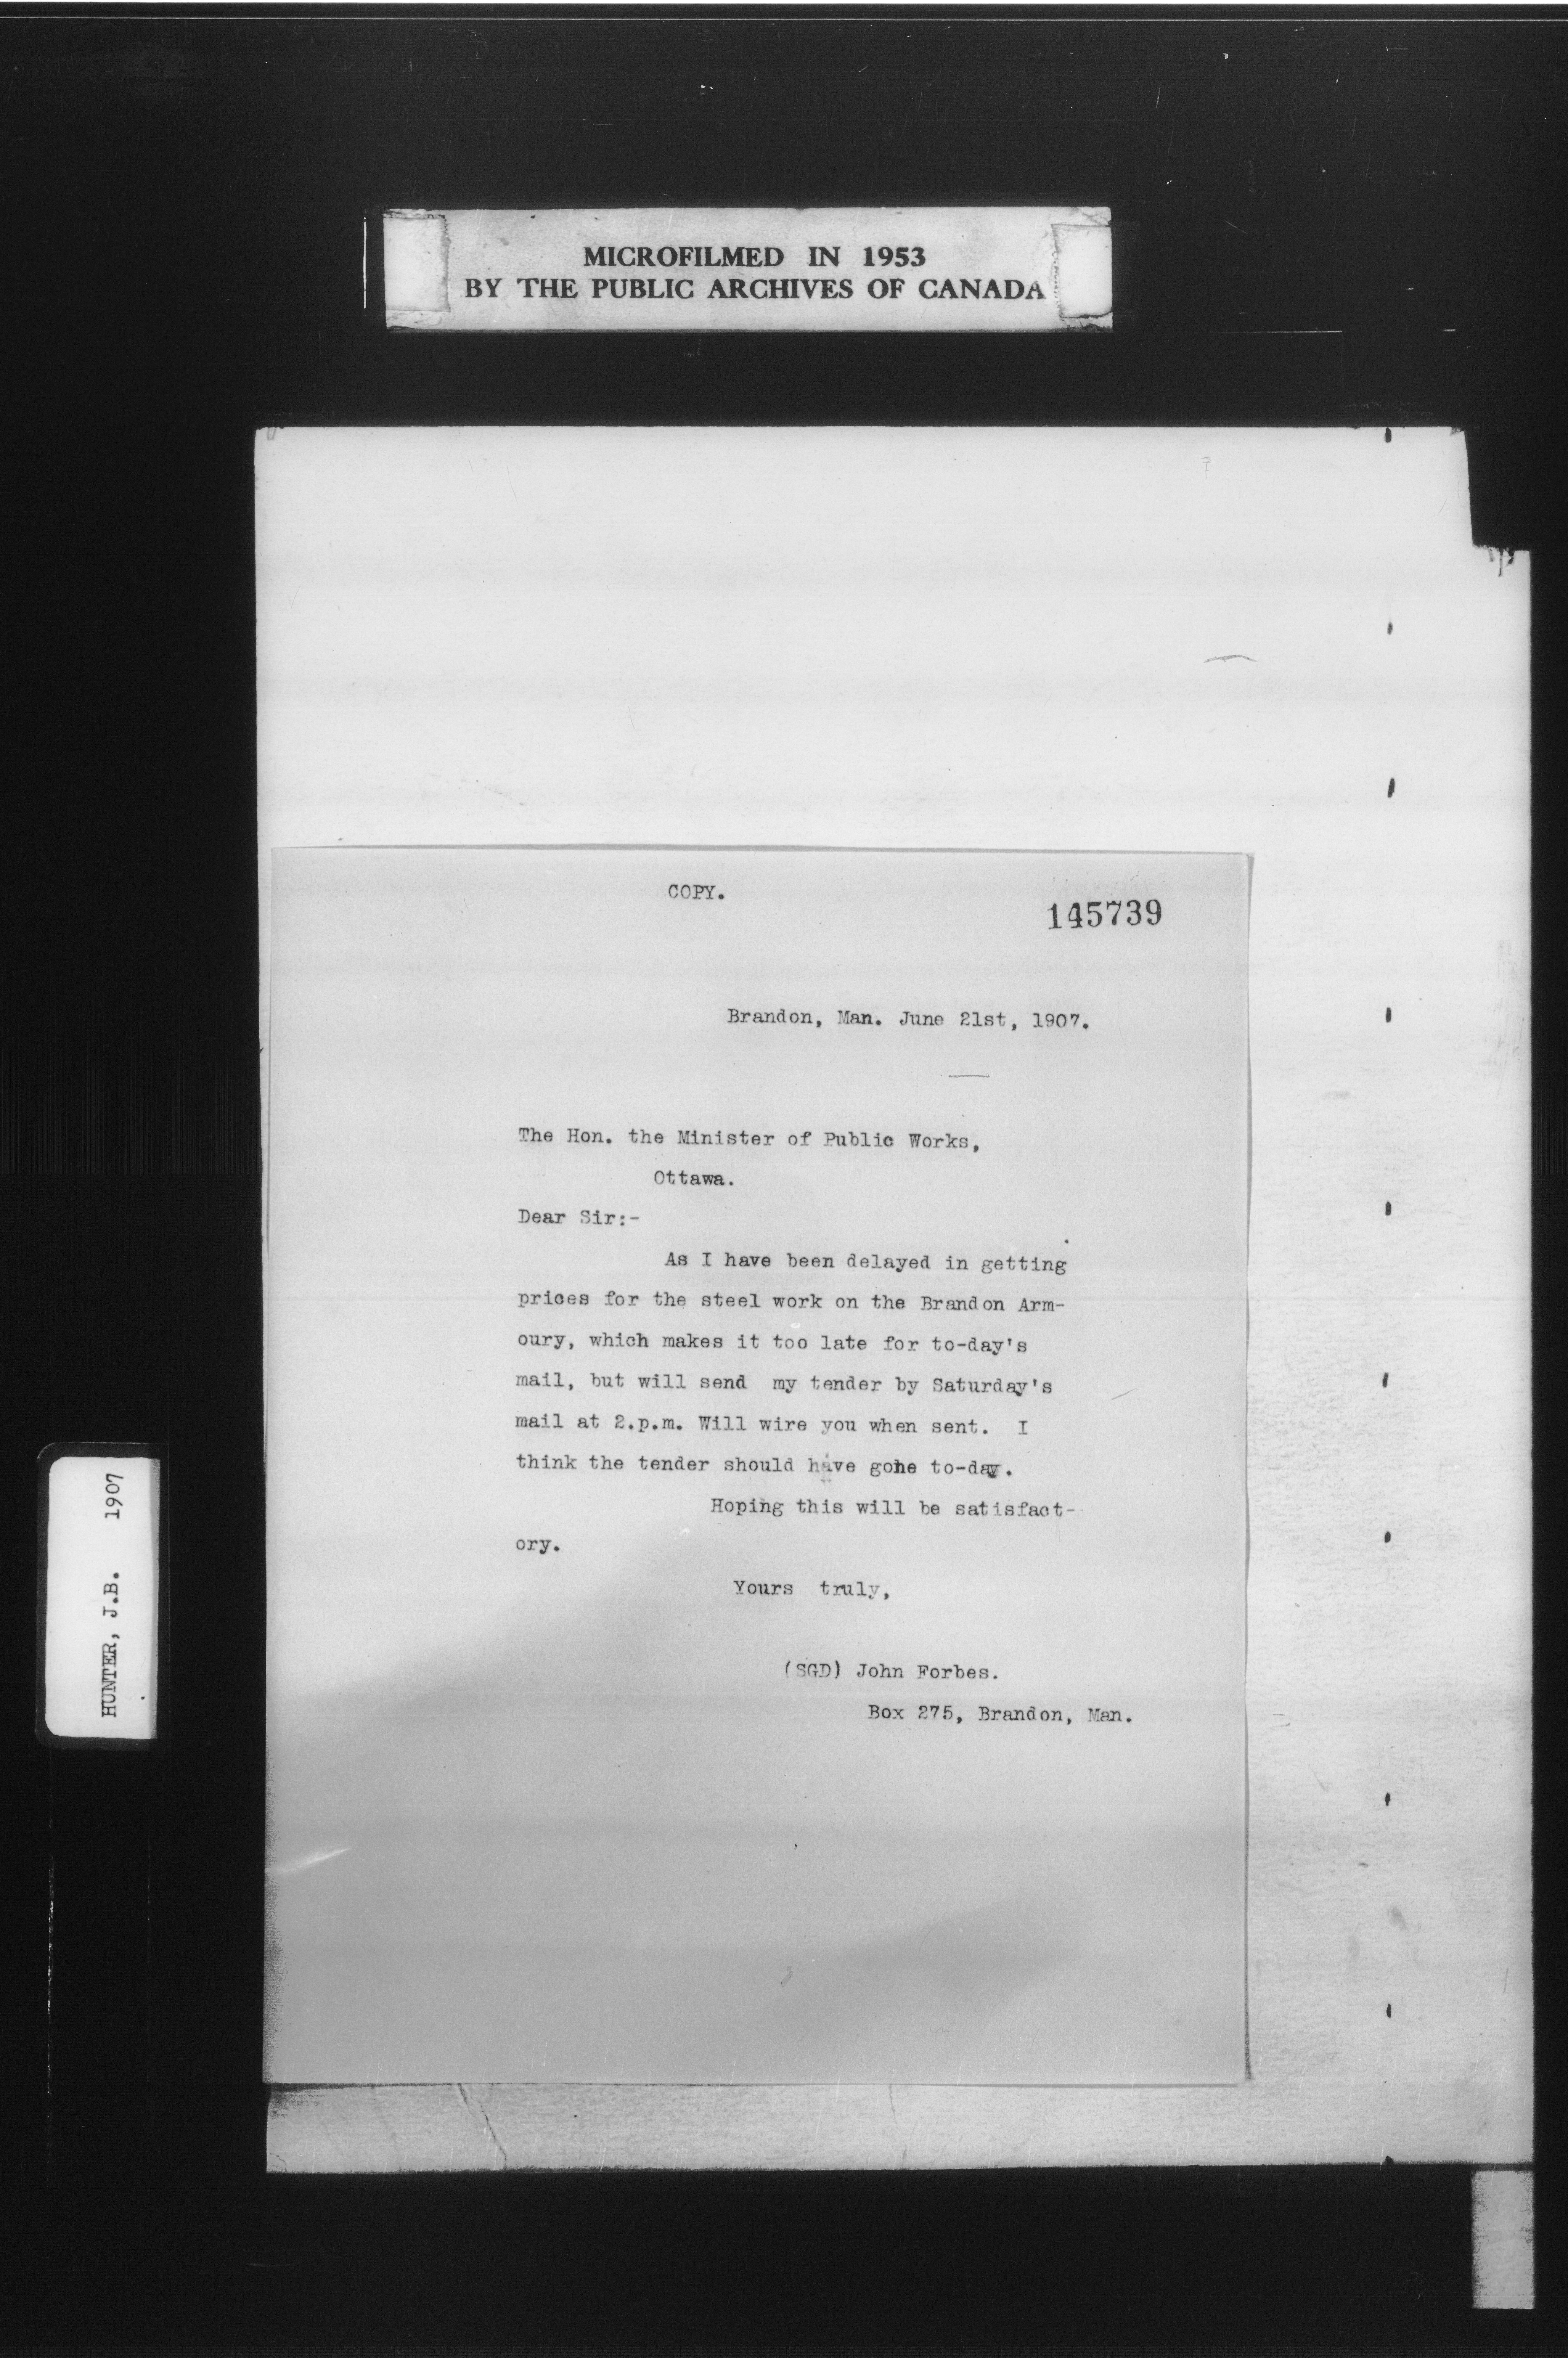 MICROFILMED IN 1953
BY THE PUBLIC ARCHIVES OF CANADA
COPY.
145739
Brandon, Man. June 21st, 1907.
The Hon. the Minister of Public Works,
Ottawa.
Dear Sir:-
As I have been delayed in getting
prices for the steel work on the Brandon Arm-
oury, which makes it too late for to-day's
mail, but will send my tender by Saturday's
mail at 2.p.m. Will wire you when sent. I
think the tender should have gone to-day.
Hoping this will be satisfact-
ory.
Yours truly,
(SGD) John Forbes.
Box 275, Brandon, Man.
HUNTER, J.B. 1907